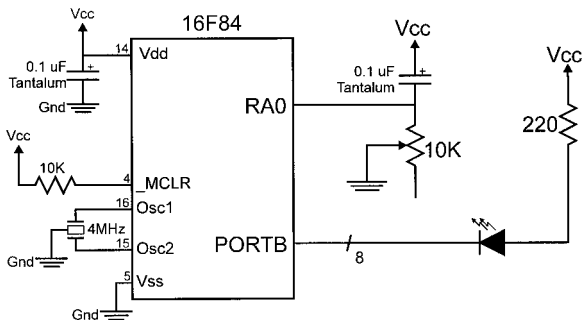 16F84
Vcc
14
Vdd
0.1 uF
Tantalum
+
Gnd
Vcc
0.1 uF
Tantalum
+
Vcc
RA0
220
10K
Vcc
10K
4
_MCLR
16
Osc1
4MHz
15
Osc2
PORTB
8
Gnd
5
Vss
Gnd